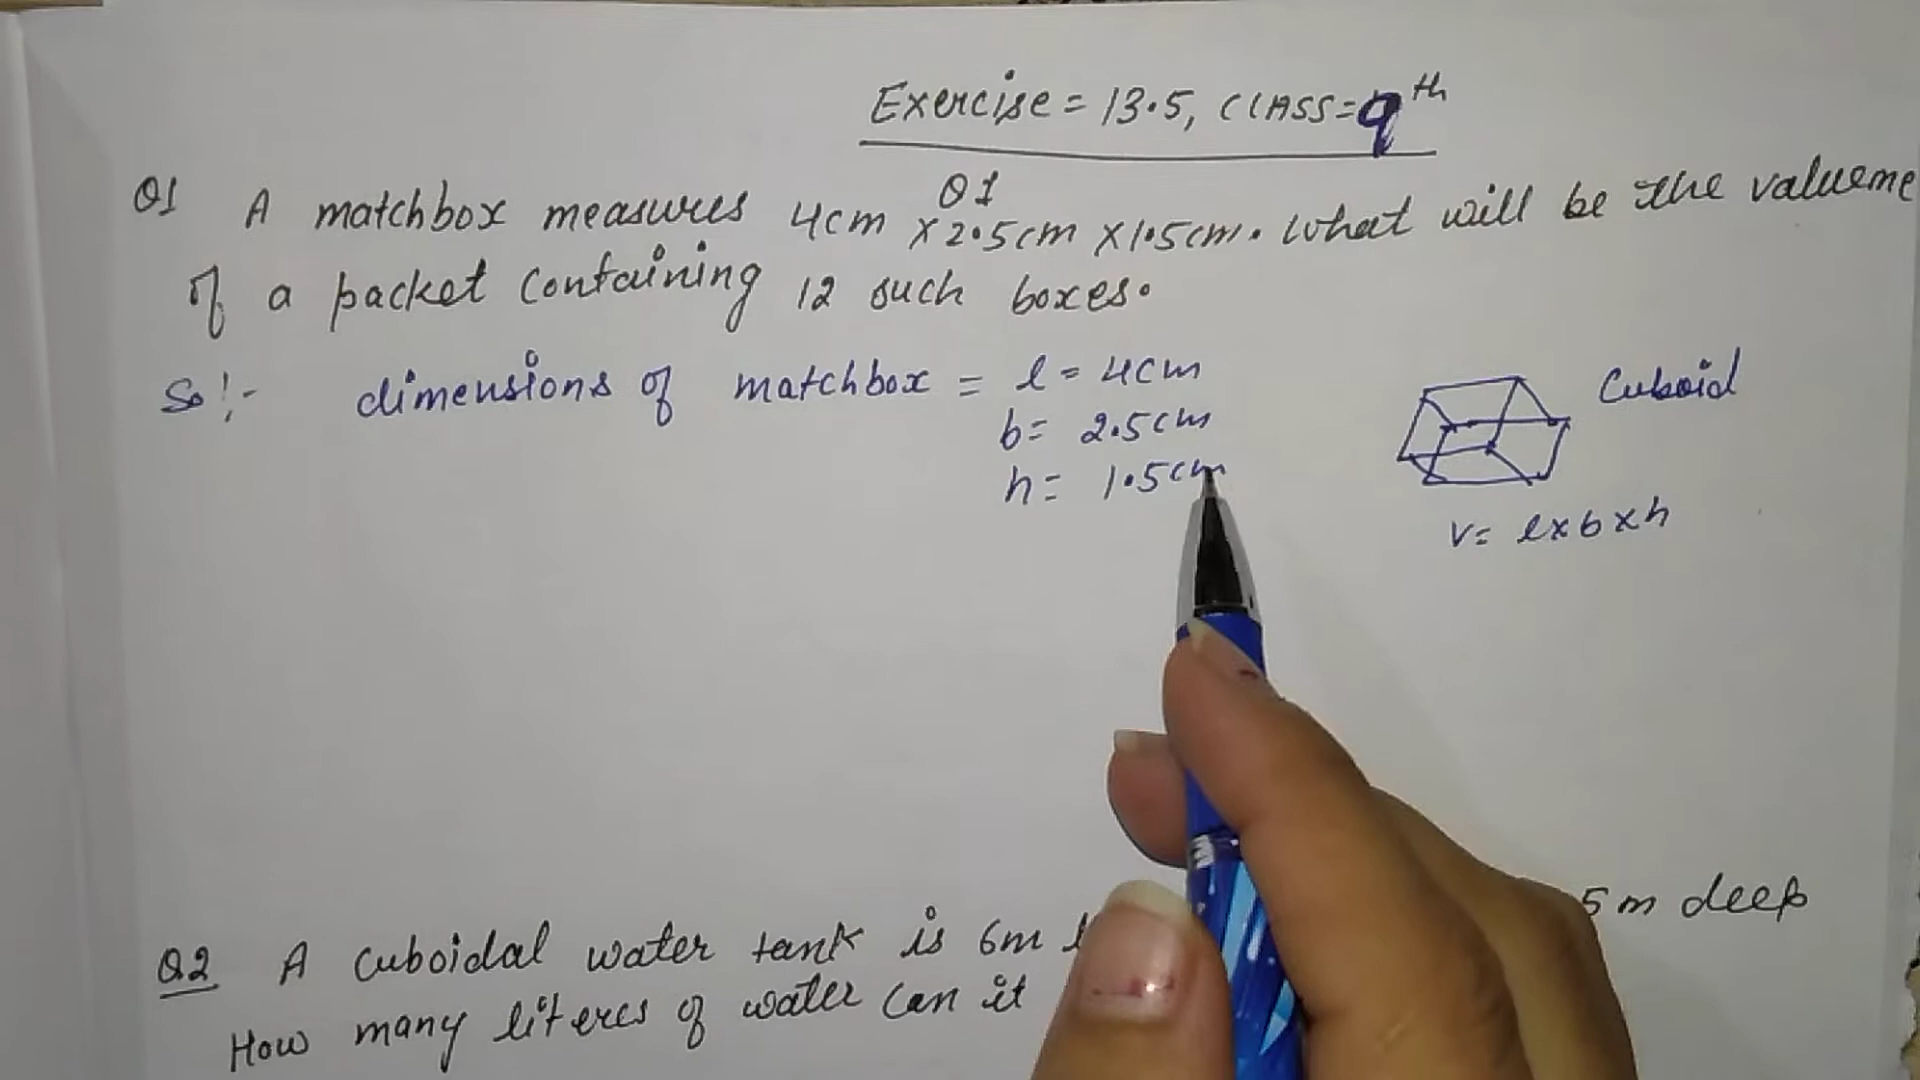 Exercise = 13.5, CLASS = 9th
Q1
Q1 A matchbox measures 4cm x 2.5cm x 1.5cm. what will be the valueme
of a packet containing 12 such boxes.
So!:- dimensions of matchbox = l = 4cm
b = 2.5cm
h = 1.5cm
Cuboid
V = l x b x h
Q2 A cuboidal water tank is 6m 5m deep
How many literes of water can it